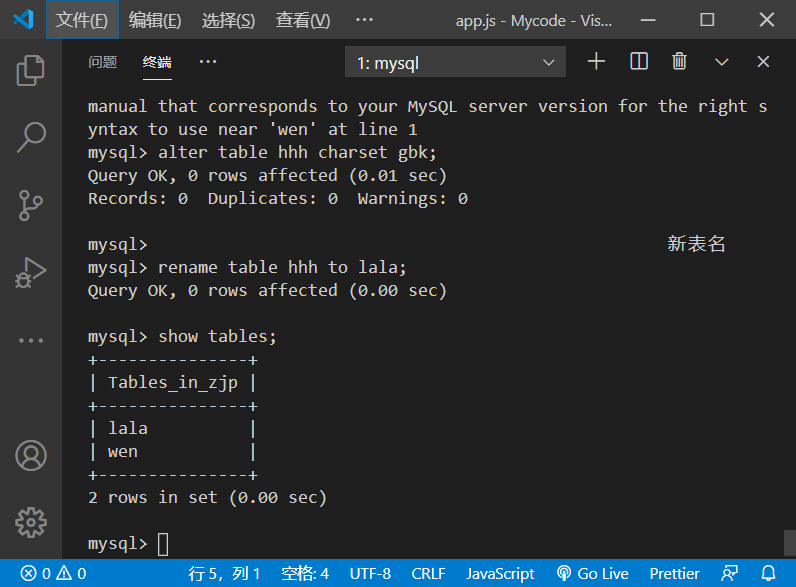 文件(F) 编辑(E) 选择(S) 查看(V) ··· app.js - Mycode - Vis...
问题 终端 ··· 1: mysql
manual that corresponds to your MySQL server version for the right s
yntax to use near 'wen' at line 1
mysql> alter table hhh charset gbk;
Query OK, 0 rows affected (0.01 sec)
Records: 0  Duplicates: 0  Warnings: 0
mysql> 新表名
mysql> rename table hhh to lala;
Query OK, 0 rows affected (0.00 sec)
mysql> show tables;
+---------------+
| Tables_in_zjp |
+---------------+
| lala          |
| wen           |
+---------------+
2 rows in set (0.00 sec)
mysql>
0 0 行 5，列 1 空格: 4 UTF-8 CRLF JavaScript Go Live Prettier